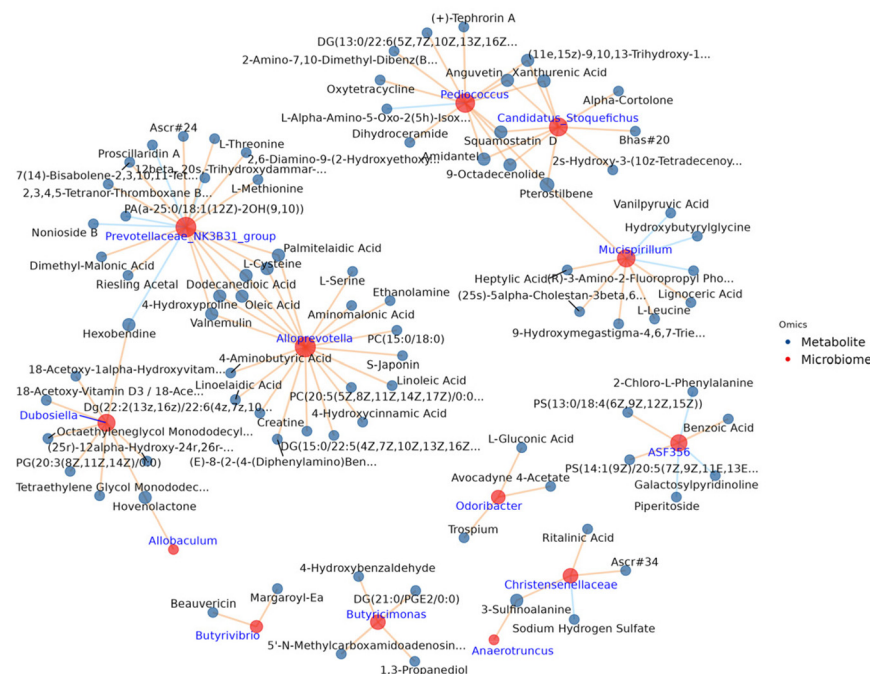 (+)-Tephrorin A
DG(13:0/22:6(5Z,7Z,10Z,13Z,16Z...
2-Amino-7,10-Dimethyl-Dibenz(B...
(11e,15z)-9,10,13-Trihydroxy-1...
Anguvetin
Xanthurenic Acid
Oxytetracycline
Pediococcus
Alpha-Cortolone
L-Alpha-Amino-5-Oxo-2(5h)-Isox...
Candidatus_Stoquefichus
Ascr#24
Dihydroceramide
Squamostatin D
Bhas#20
L-Threonine
Proscillaridin A
Amidantel
2s-Hydroxy-3-(10z-Tetradecenoy...
2,6-Diamino-9-(2-Hydroxyethoxy...
12beta, 20s, -Trihydroxydammar-...
7(14)-Bisabolene-2,3,10,11-Tet...
9-Octadecenolide
2,3,4,5-Tetranor-Thromboxane B...
L-Methionine
Pterostilbene
PA(a-25:0/18:1(12Z)-2OH(9,10))
Vanilpyruvic Acid
Nonioside B
Hydroxybutyrylglycine
Prevotellaceae_NK3B31_group
Palmitelaidic Acid
Mucispirillum
Dimethyl-Malonic Acid
L-Cysteine
Riesling Acetal
Dodecanedioic Acid
L-Serine
Heptylic Acid
(R)-3-Amino-2-Fluoropropyl Pho...
4-Hydroxyproline
Oleic Acid
Ethanolamine
(25s)-5alpha-Cholestan-3beta,6...
Lignoceric Acid
Valnemulin
Aminomalonic Acid
L-Leucine
Hexobendine
Alloprevotella
PC(15:0/18:0)
9-Hydroxymegastigma-4,6,7-Trie...
Omics
18-Acetoxy-1alpha-Hydroxyvitam...
4-Aminobutyric Acid
S-Japonin
Metabolite
Microbiome
18-Acetoxy-Vitamin D3 / 18-Ace...
Linoelaidic Acid
Linoleic Acid
2-Chloro-L-Phenylalanine
Dubosiella
Dg(22:2(13z,16z)/22:6(4z,7z,10...
PC(20:5(5Z,8Z,11Z,14Z,17Z)/0:0...
PS(13:0/18:4(6Z,9Z,12Z,15Z))
4-Hydroxycinnamic Acid
Octaethyleneglycol Monododecyl...
Creatine
Benzoic Acid
(25r)-12alpha-Hydroxy-24r,26r-...
DG(15:0/22:5(4Z,7Z,10Z,13Z,16Z...
L-Gluconic Acid
ASF356
PG(20:3(8Z,11Z,14Z)/0:0)
(E)-8-(2-(4-(Diphenylamino)Ben...
PS(14:1(9Z)/20:5(7Z,9Z,11E,13E...
Tetraethylene Glycol Monododec...
Avocadyne 4-Acetate
Galactosylpyridinoline
Hovenolactone
Odoribacter
Piperitoside
Trospium
Allobaculum
Ritalinic Acid
4-Hydroxybenzaldehyde
Ascr#34
Christensenellaceae
Beauvericin
Margaroyl-Ea
DG(21:0/PGE2/0:0)
3-Sulfinoalanine
Butyricimonas
Sodium Hydrogen Sulfate
Butyrivibrio
5'-N-Methylcarboxamidoadenosin...
Anaerotruncus
1,3-Propanediol